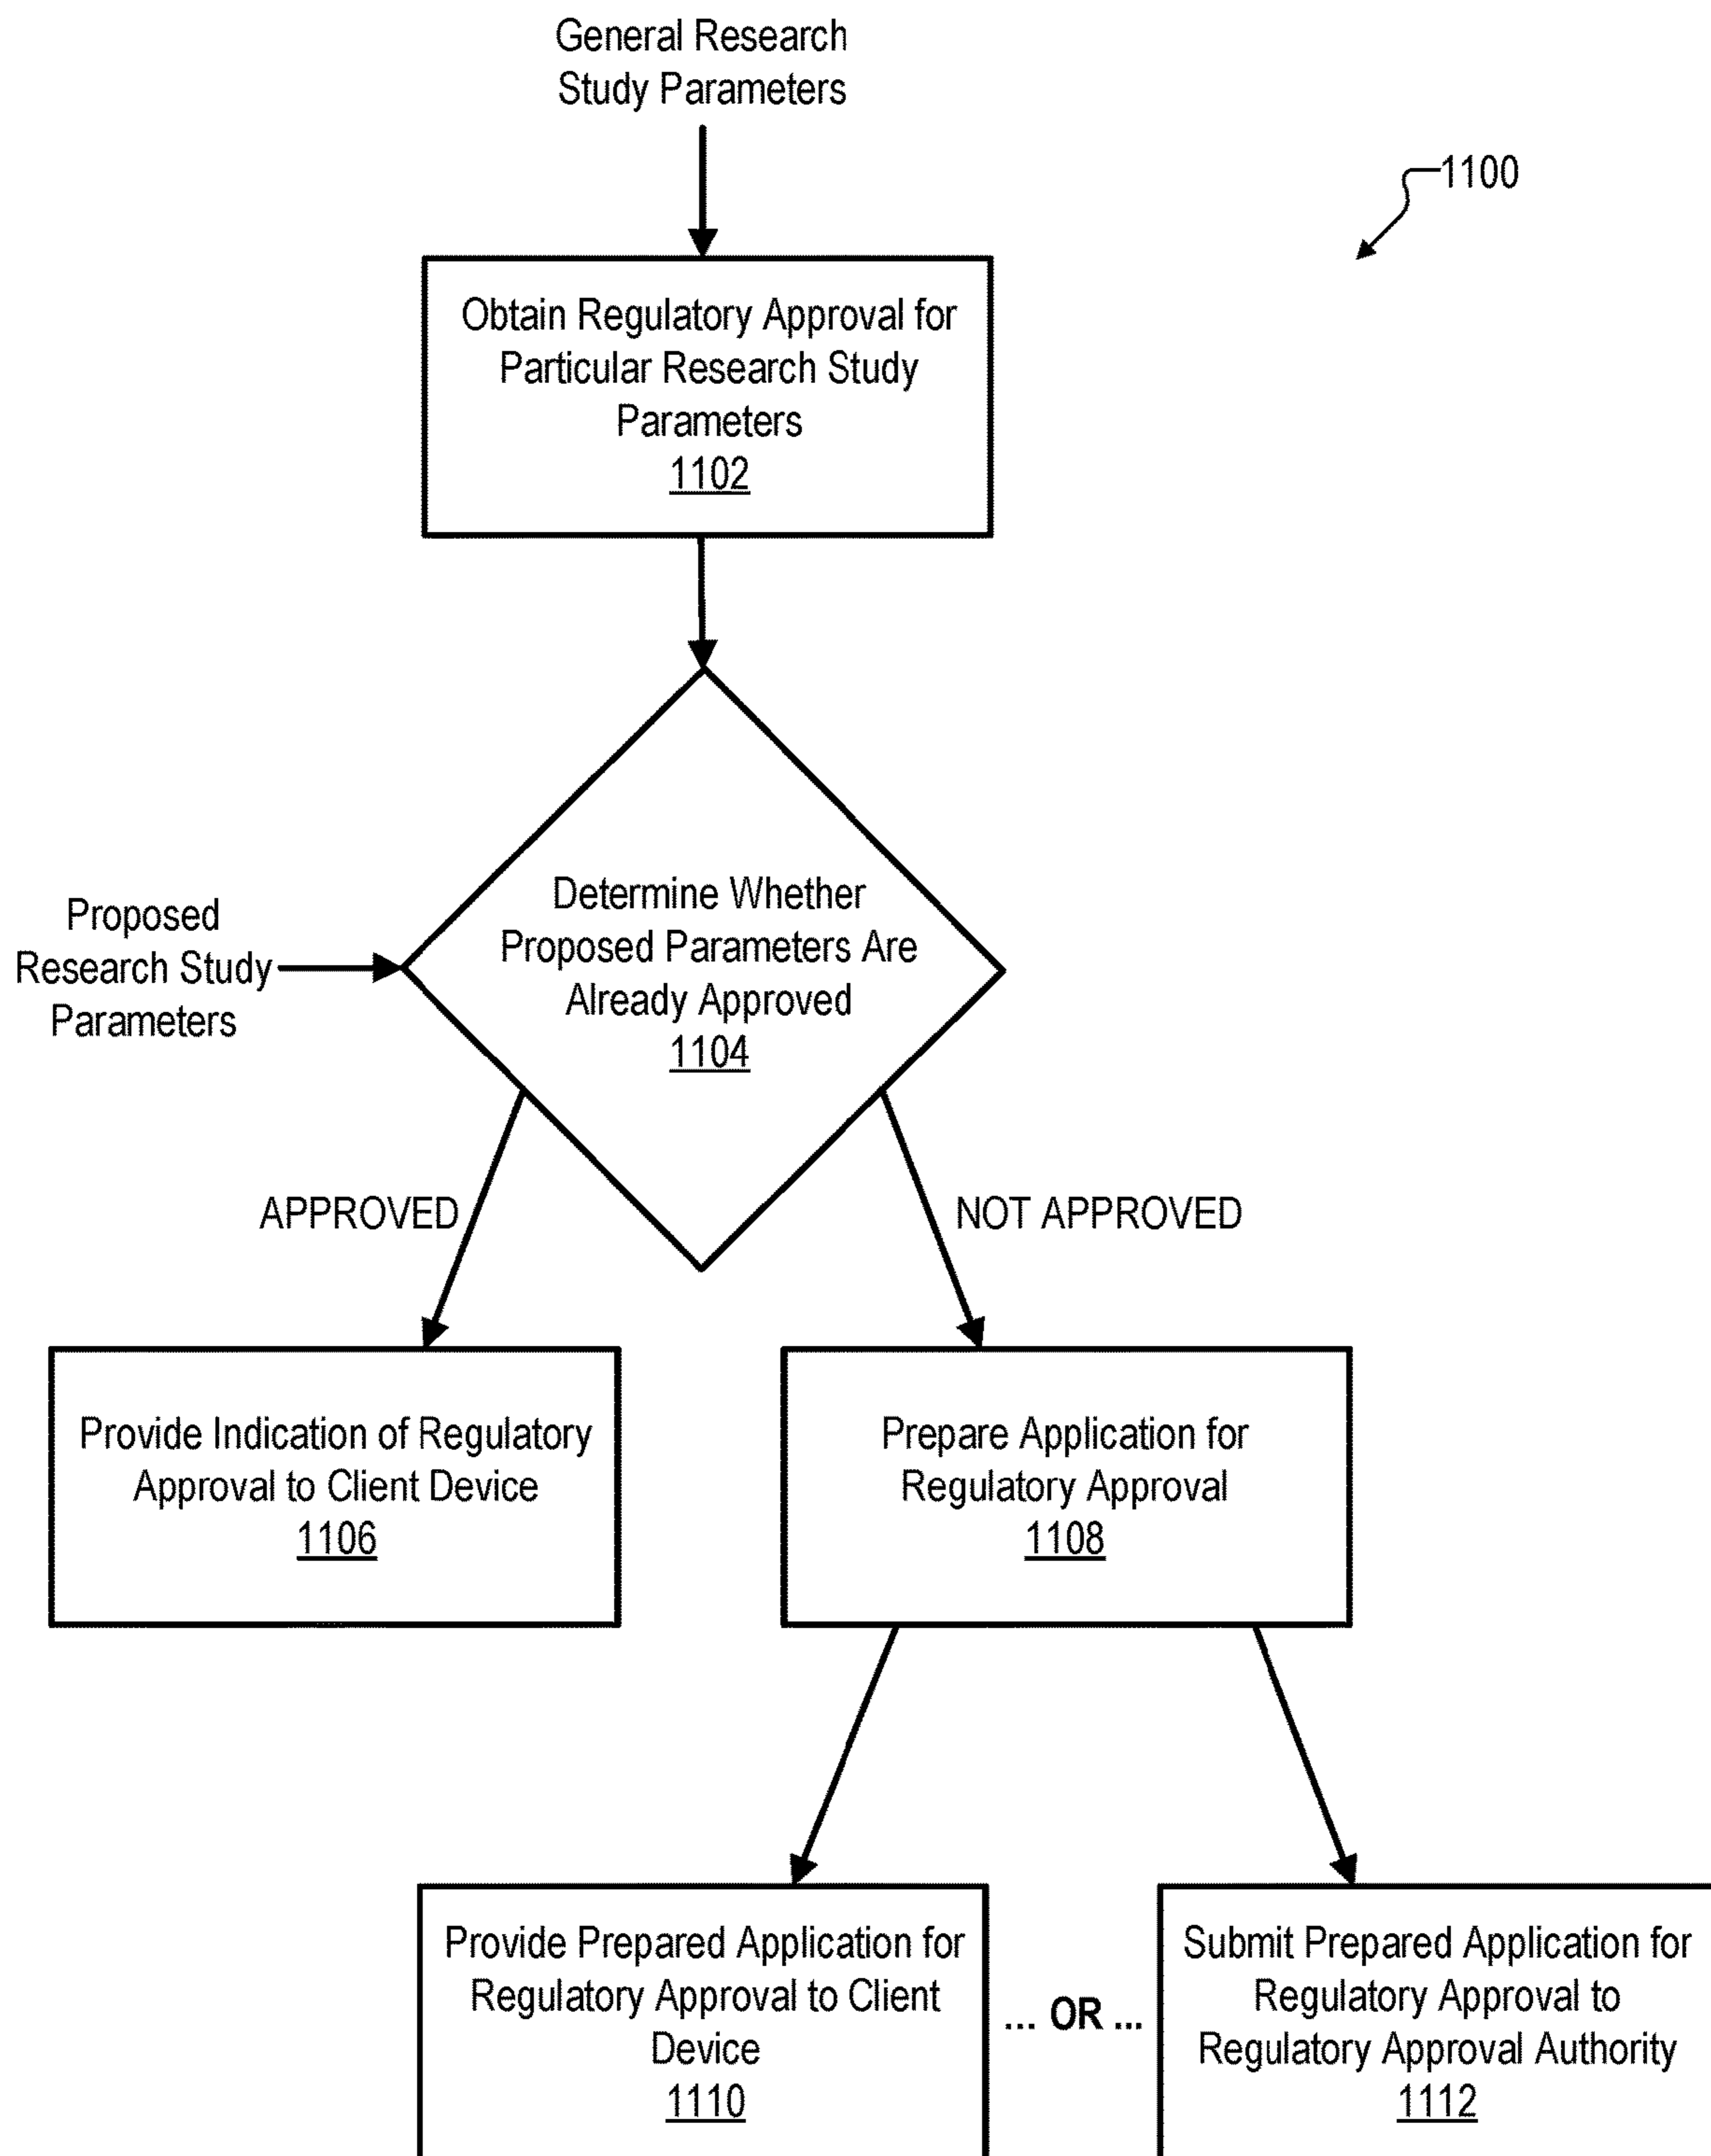 General Research
Study Parameters
1100
Obtain Regulatory Approval for
Particular Research Study
Parameters
1102
Determine Whether
Proposed Parameters Are
Already Approved
1104
Proposed
Research Study
Parameters
APPROVED
NOT APPROVED
Provide Indication of Regulatory
Approval to Client Device
1106
Prepare Application for
Regulatory Approval
1108
Provide Prepared Application for
Regulatory Approval to Client
Device
1110
... OR ...
Submit Prepared Application for
Regulatory Approval to
Regulatory Approval Authority
1112